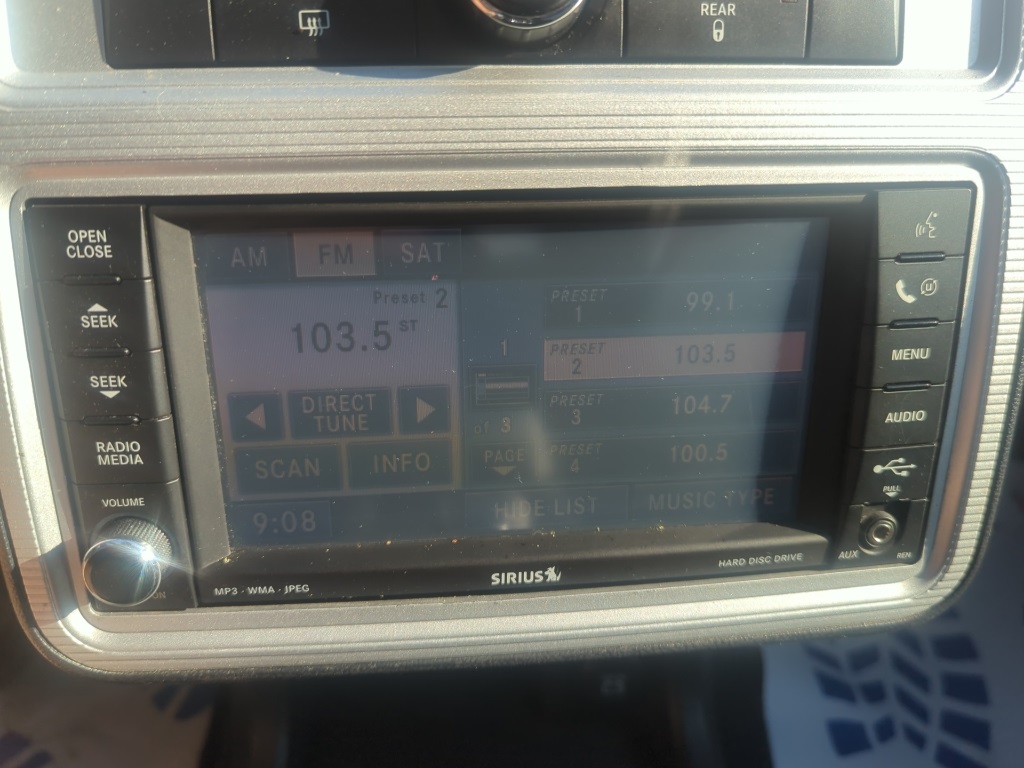 REAR
OPEN
CLOSE
SEEK
SEEK
RADIO
MEDIA
VOLUME
ON
AM FM SAT
Preset 2
103.5 ST
DIRECT
TUNE
SCAN INFO
9:08
1
of 3
PAGE
PRESET 1 99.1
PRESET 2 103.5
PRESET 3 104.7
PRESET 4 100.5
HIDE LIST MUSIC TYPE
MENU
AUDIO
PULL
AUX REN
MP3 · WMA · JPEG
SIRIUS
HARD DISC DRIVE